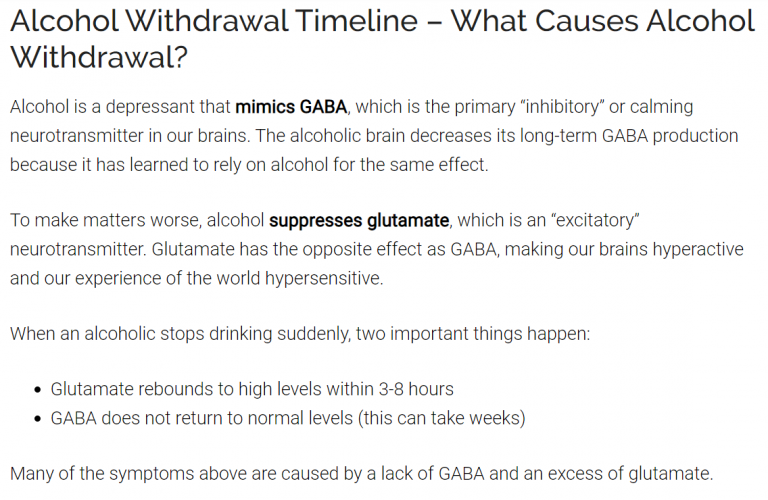 Alcohol Withdrawal Timeline – What Causes Alcohol
Withdrawal?
Alcohol is a depressant that mimics GABA, which is the primary “inhibitory” or calming
neurotransmitter in our brains. The alcoholic brain decreases its long-term GABA production
because it has learned to rely on alcohol for the same effect.
To make matters worse, alcohol suppresses glutamate, which is an “excitatory”
neurotransmitter. Glutamate has the opposite effect as GABA, making our brains hyperactive
and our experience of the world hypersensitive.
When an alcoholic stops drinking suddenly, two important things happen:
• Glutamate rebounds to high levels within 3-8 hours
• GABA does not return to normal levels (this can take weeks)
Many of the symptoms above are caused by a lack of GABA and an excess of glutamate.